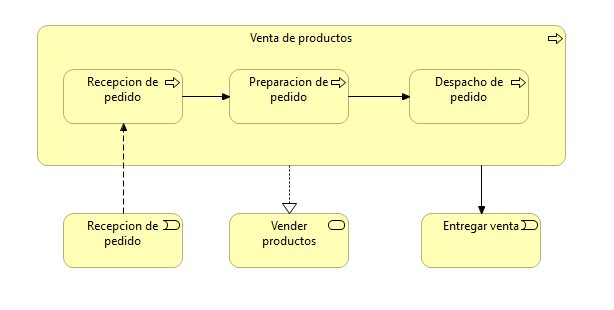 Venta de productos
Recepcion de
pedido
Preparacion de
pedido
Despacho de
pedido
Recepcion de
pedido
Vender
productos
Entregar venta